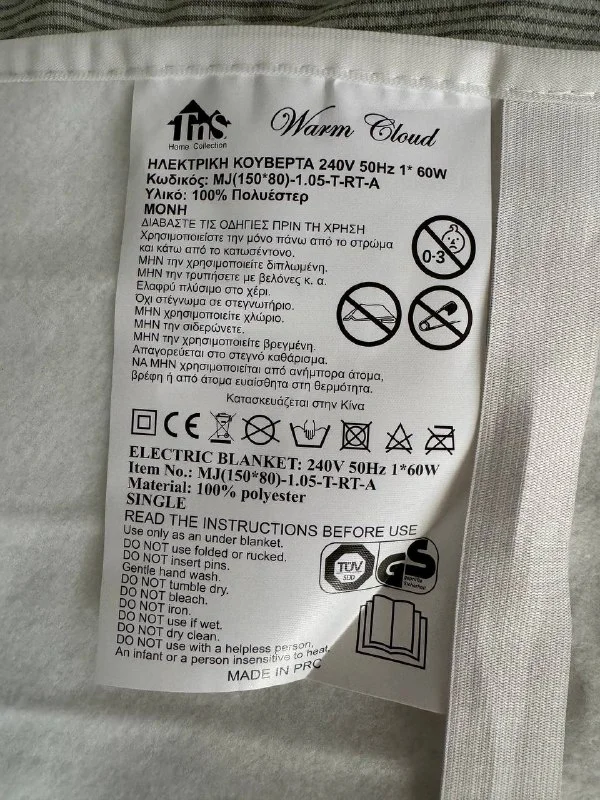 TnS
Home Collection
Warm Cloud
ΗΛΕΚΤΡΙΚΗ ΚΟΥΒΕΡΤΑ 240V 50Hz 1* 60W
Κωδικός: MJ(150*80)-1.05-T-RT-A
Υλικό: 100% Πολυέστερ
ΜΟΝΗ
ΔΙΑΒΑΣΤΕ ΤΙΣ ΟΔΗΓΙΕΣ ΠΡΙΝ ΤΗ ΧΡΗΣΗ
Χρησιμοποιείστε την μόνο πάνω από το στρώμα
και κάτω από το κατωσέντονο.
ΜΗΝ την χρησιμοποιείτε διπλωμένη.
ΜΗΝ την τρυπήσετε με βελόνες κ. α.
Ελαφρύ πλύσιμο στο χέρι.
Όχι στέγνωμα σε στεγνωτήριο.
ΜΗΝ χρησιμοποιείτε χλώριο.
ΜΗΝ την σιδερώνετε.
ΜΗΝ την χρησιμοποιείτε βρεγμένη.
Απαγορεύεται στο στεγνό καθάρισμα.
ΝΑ ΜΗΝ χρησιμοποιείται από ανήμπορα άτομα,
βρέφη ή από άτομα ευαίσθητα στη θερμότητα.
0-3
Κατασκευάζεται στην Κίνα
CE
ELECTRIC BLANKET: 240V 50Hz 1*60W
Item No.: MJ(150*80)-1.05-T-RT-A
Material: 100% polyester
SINGLE
READ THE INSTRUCTIONS BEFORE USE
Use only as an under blanket.
DO NOT use folded or rucked.
DO NOT insert pins.
Gentle hand wash.
DO NOT tumble dry.
DO NOT bleach.
DO NOT iron.
DO NOT use if wet.
DO NOT dry clean.
DO NOT use with a helpless person,
An infant or a person insensitive to heat
MADE IN PRC
TÜV
SÜD
GS